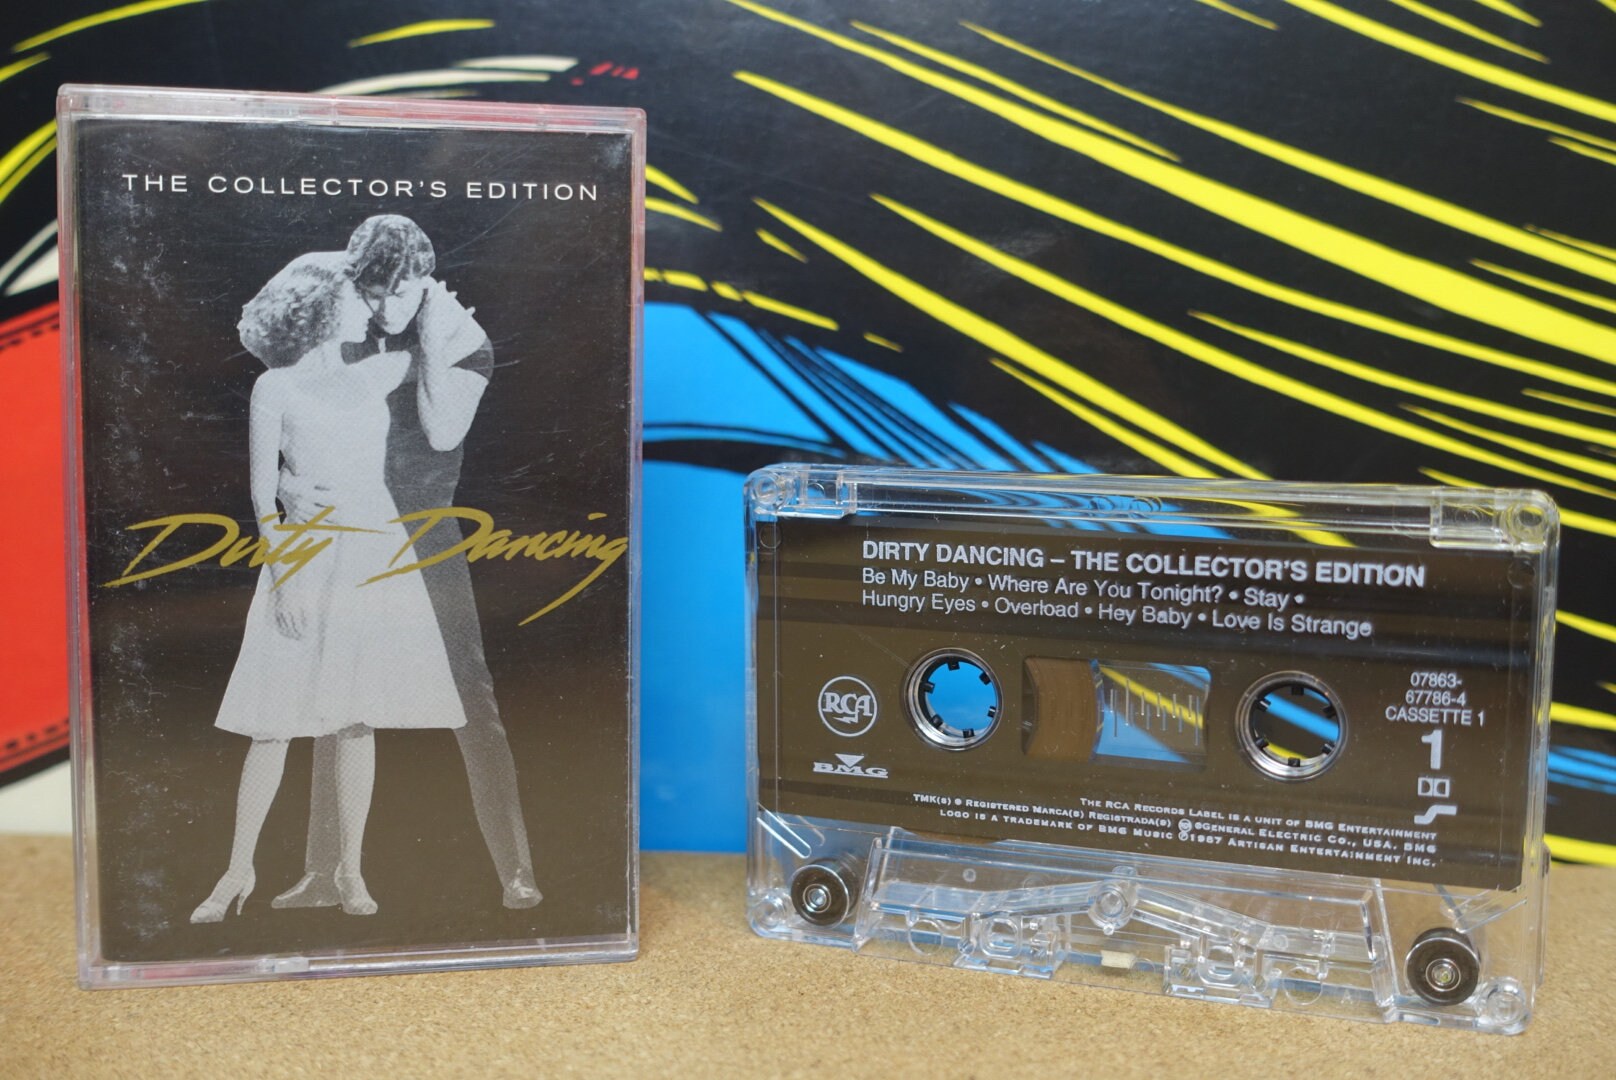 THE COLLECTOR'S EDITION
Dirty Dancing
DIRTY DANCING – THE COLLECTOR'S EDITION
Be My Baby • Where Are You Tonight? • Stay •
Hungry Eyes • Overload • Hey Baby • Love Is Strange
RCA
BMG
07863-
67786-4
CASSETTE 1
1
TMK(S) ® REGISTERED MARCA(S) REGISTRADA(S)
THE RCA RECORDS LABEL IS A UNIT OF BMG ENTERTAINMENT
GENERAL ELECTRIC CO., USA. BMG
LOGO IS A TRADEMARK OF BMG MUSIC ℗1987 ARTISAN ENTERTAINMENT INC.